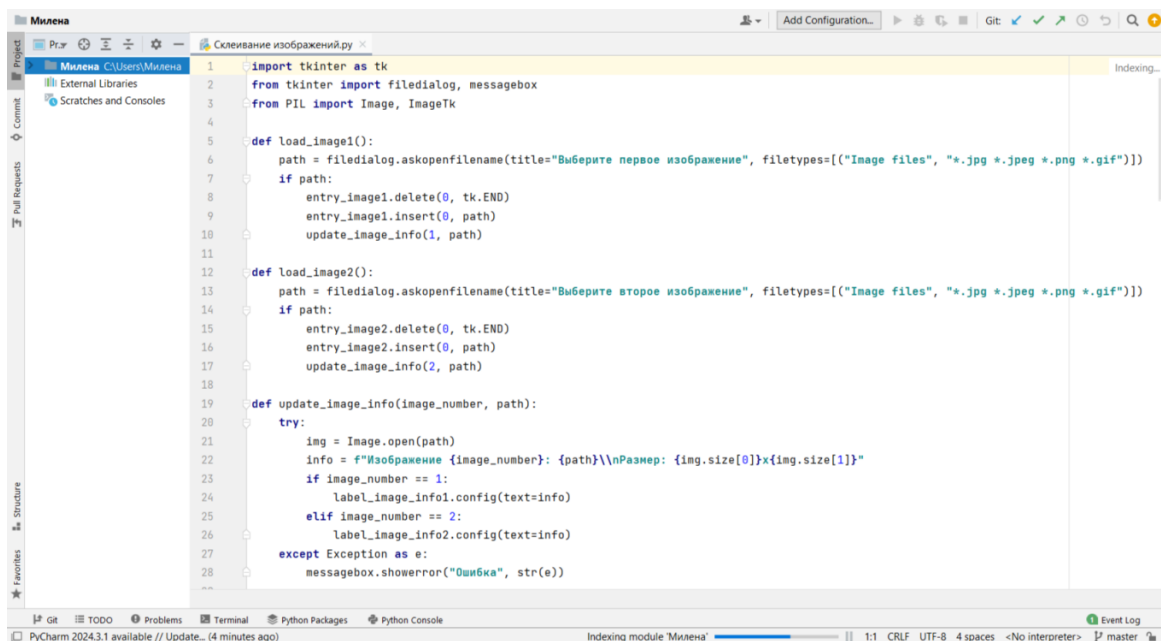 Милена
Add Configuration...
Git:
Project
Pr...
Склеивание изображений.py
Милена C:\Users\Милена
External Libraries
Scratches and Consoles
Commit
Pull Requests
Structure
Favorites
Indexing...
1 import tkinter as tk
2 from tkinter import filedialog, messagebox
3 from PIL import Image, ImageTk
4
5 def load_image1():
6 path = filedialog.askopenfilename(title="Выберите первое изображение", filetypes=[("Image files", "*.jpg *.jpeg *.png *.gif")])
7 if path:
8 entry_image1.delete(0, tk.END)
9 entry_image1.insert(0, path)
10 update_image_info(1, path)
11
12 def load_image2():
13 path = filedialog.askopenfilename(title="Выберите второе изображение", filetypes=[("Image files", "*.jpg *.jpeg *.png *.gif")])
14 if path:
15 entry_image2.delete(0, tk.END)
16 entry_image2.insert(0, path)
17 update_image_info(2, path)
18
19 def update_image_info(image_number, path):
20 try:
21 img = Image.open(path)
22 info = f"Изображение {image_number}: {path}\\nРазмер: {img.size[0]}x{img.size[1]}"
23 if image_number == 1:
24 label_image_info1.config(text=info)
25 elif image_number == 2:
26 label_image_info2.config(text=info)
27 except Exception as e:
28 messagebox.showerror("Ошибка", str(e))
Git TODO Problems Terminal Python Packages Python Console
1 Event Log
PyCharm 2024.3.1 available // Update... (4 minutes ago)
Indexing module 'Милена'
1:1 CRLF UTF-8 4 spaces <No interpreter> master